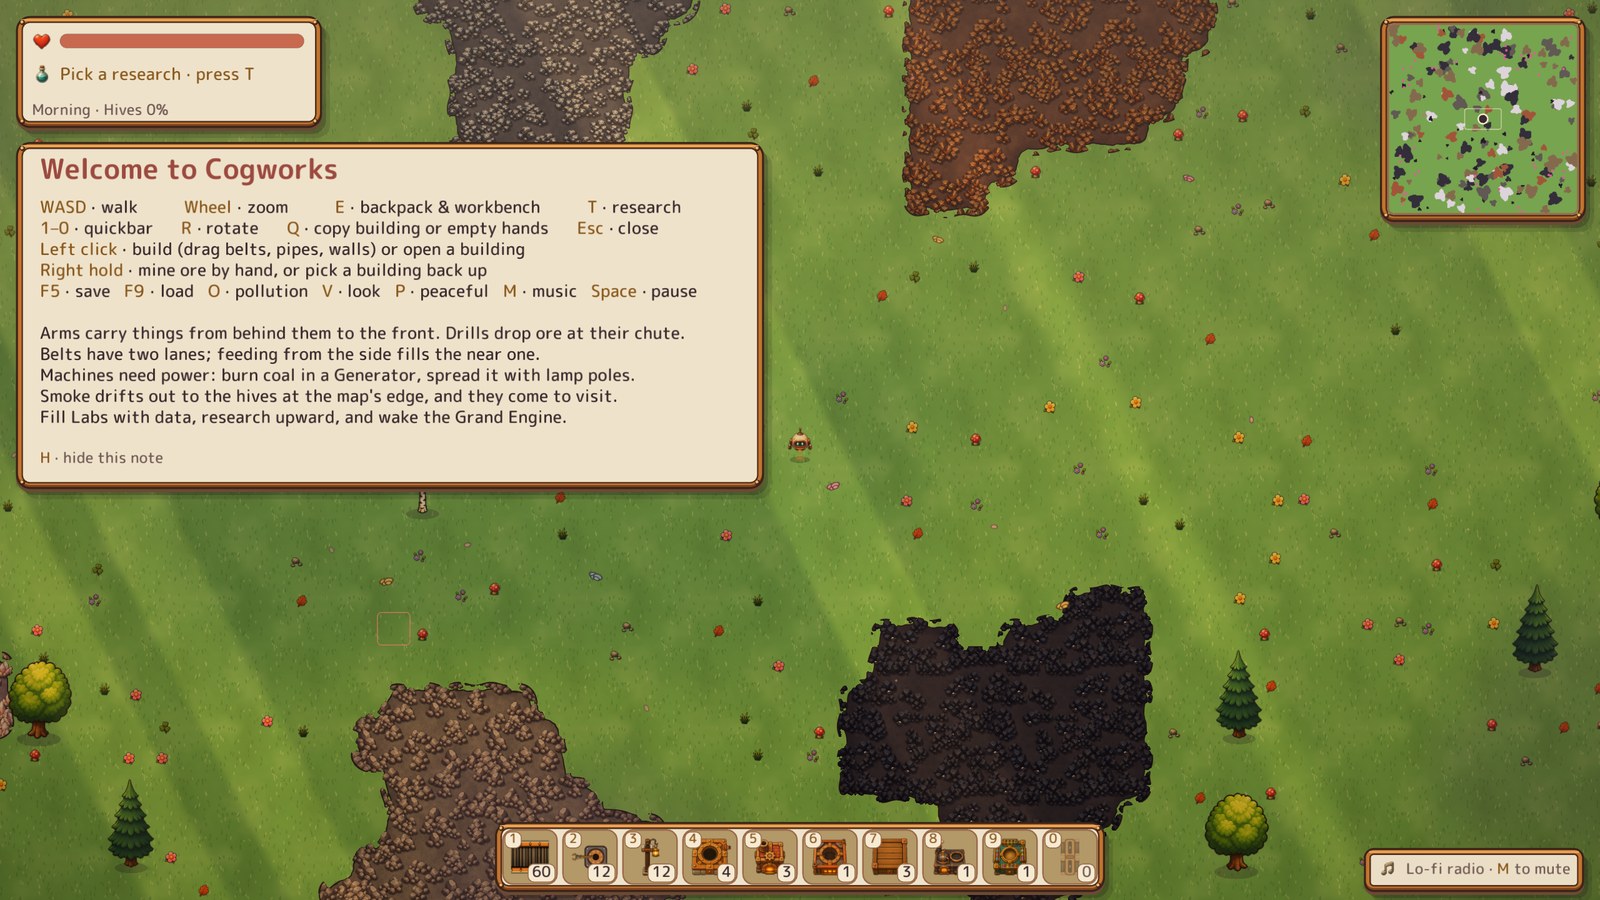 Pick a research · press T
Morning · Hives 0%
Welcome to Cogworks
WASD · walk Wheel · zoom E · backpack & workbench T · research
1–0 · quickbar R · rotate Q · copy building or empty hands Esc · close
Left click · build (drag belts, pipes, walls) or open a building
Right hold · mine ore by hand, or pick a building back up
F5 · save F9 · load O · pollution V · look P · peaceful M · music Space · pause
Arms carry things from behind them to the front. Drills drop ore at their chute.
Belts have two lanes; feeding from the side fills the near one.
Machines need power: burn coal in a Generator, spread it with lamp poles.
Smoke drifts out to the hives at the map's edge, and they come to visit.
Fill Labs with data, research upward, and wake the Grand Engine.
H · hide this note
1 2 3 4 5 6 7 8 9 0
60 12 12 4 3 1 3 1 1 0
Lo-fi radio · M to mute